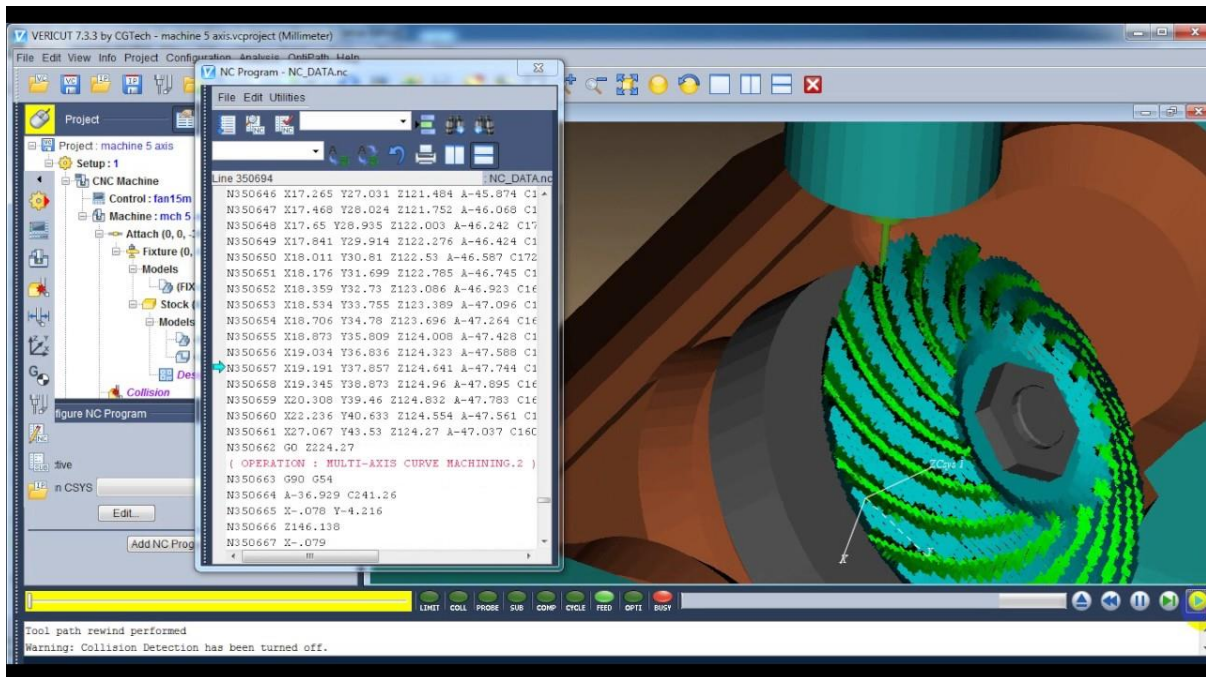 VERICUT 7.3.3 by CGTech - machine 5 axis.vcproject (Millimeter)
File Edit View Info Project Configuration Analysis OptiPath Help
NC Program - NC_DATA.nc
File Edit Utilities
Project
Project : machine 5 axis
Setup : 1
CNC Machine
Control : fan15m
Machine : mch 5
Attach (0, 0,
Fixture (0,
Models
(FIX
Stock (
Models
Des
Collision
figure NC Program
tive
n CSYS
Edit...
Add NC Prog
Line 350694
: NC_DATA.nc
N350646 X17.265 Y27.031 Z121.484 A-45.874 C1
N350647 X17.468 Y28.024 Z121.752 A-46.068 C1
N350648 X17.65 Y28.935 Z122.003 A-46.242 C17
N350649 X17.841 Y29.914 Z122.276 A-46.424 C1
N350650 X18.011 Y30.81 Z122.53 A-46.587 C172
N350651 X18.176 Y31.699 Z122.785 A-46.745 C1
N350652 X18.359 Y32.73 Z123.086 A-46.923 C16
N350653 X18.534 Y33.755 Z123.389 A-47.096 C1
N350654 X18.706 Y34.78 Z123.696 A-47.264 C16
N350655 X18.873 Y35.809 Z124.008 A-47.428 C1
N350656 X19.034 Y36.836 Z124.323 A-47.588 C1
N350657 X19.191 Y37.857 Z124.641 A-47.744 C1
N350658 X19.345 Y38.873 Z124.96 A-47.895 C16
N350659 X20.308 Y39.46 Z124.832 A-47.783 C16
N350660 X22.236 Y40.633 Z124.554 A-47.561 C1
N350661 X27.067 Y43.53 Z124.27 A-47.037 C160
N350662 G0 Z224.27
( OPERATION : MULTI-AXIS CURVE MACHINING.2 )
N350663 G90 G54
N350664 A-36.929 C241.26
N350665 X-.078 Y-4.216
N350666 Z146.138
N350667 X-.079
ZCsys 1
X
LIMIT COLL PROBE SUB COMP CYCLE FEED OPTI BUSY
Tool path rewind performed
Warning: Collision Detection has been turned off.